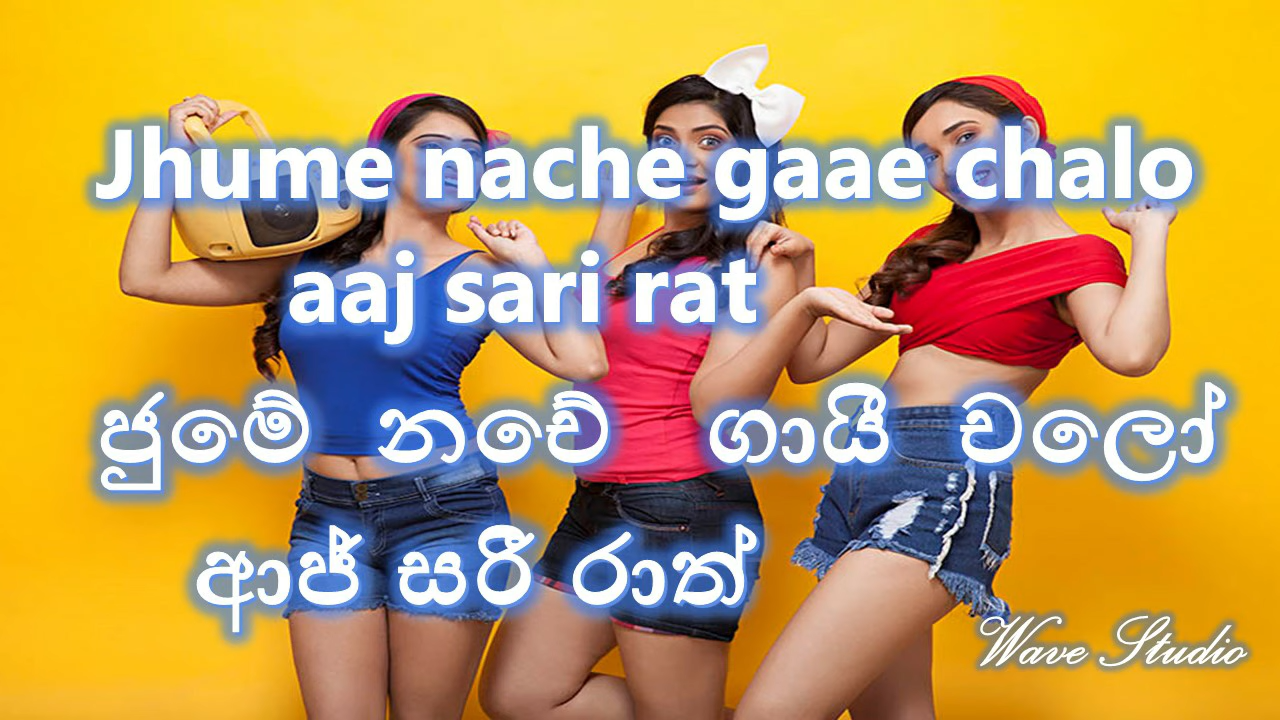 Jhume nache gaae chalo
aaj sari rat
ජුමේ නචේ ගායී චලෝ
ආජ් සරී රාත්
Wave Studio